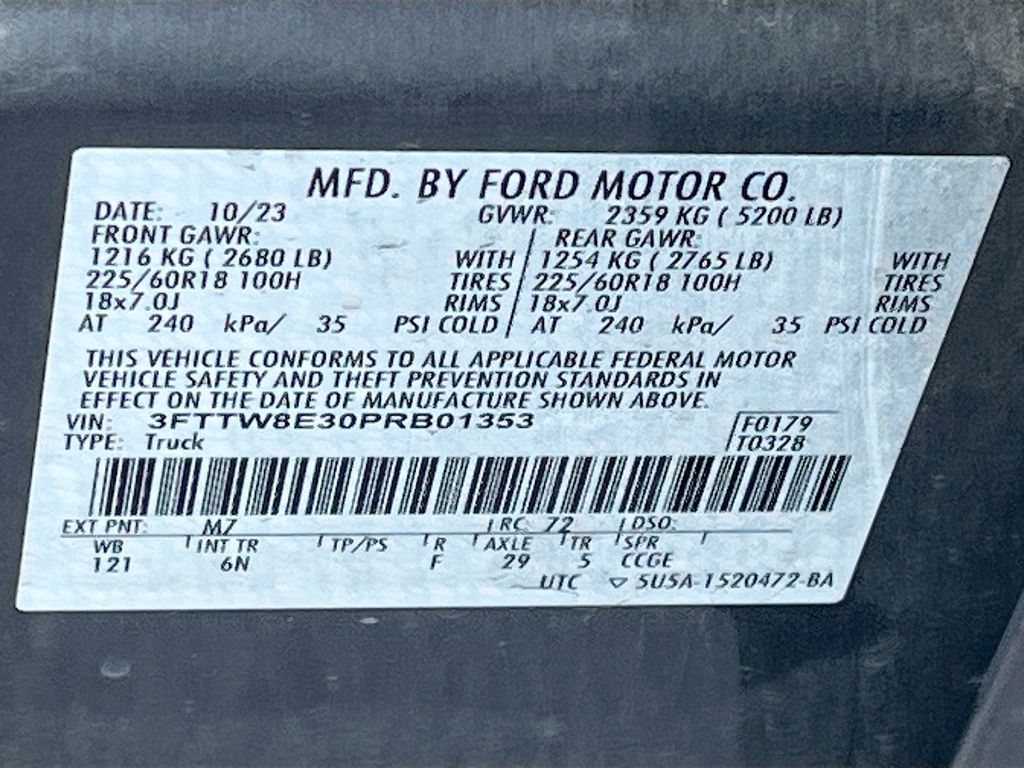 MFD. BY FORD MOTOR CO.
DATE: 10/23 GVWR: 2359 KG ( 5200 LB)
FRONT GAWR: REAR GAWR:
1216 KG ( 2680 LB) WITH 1254 KG ( 2765 LB) WITH
225/60R18 100H TIRES 225/60R18 100H TIRES
18x7.0J RIMS 18x7.0J RIMS
AT 240 kPa/ 35 PSI COLD AT 240 kPa/ 35 PSI COLD
THIS VEHICLE CONFORMS TO ALL APPLICABLE FEDERAL MOTOR
VEHICLE SAFETY AND THEFT PREVENTION STANDARDS IN
EFFECT ON THE DATE OF MANUFACTURE SHOWN ABOVE.
VIN: 3FTTW8E30PRB01353 F0179
TYPE: Truck T0328
EXT PNT: M7 RC: 72 DSO:
WB INT TR TP/PS R AXLE TR SPR
121 6N F 29 5 CCGE
UTC ▽ 5U5A-1520472-BA